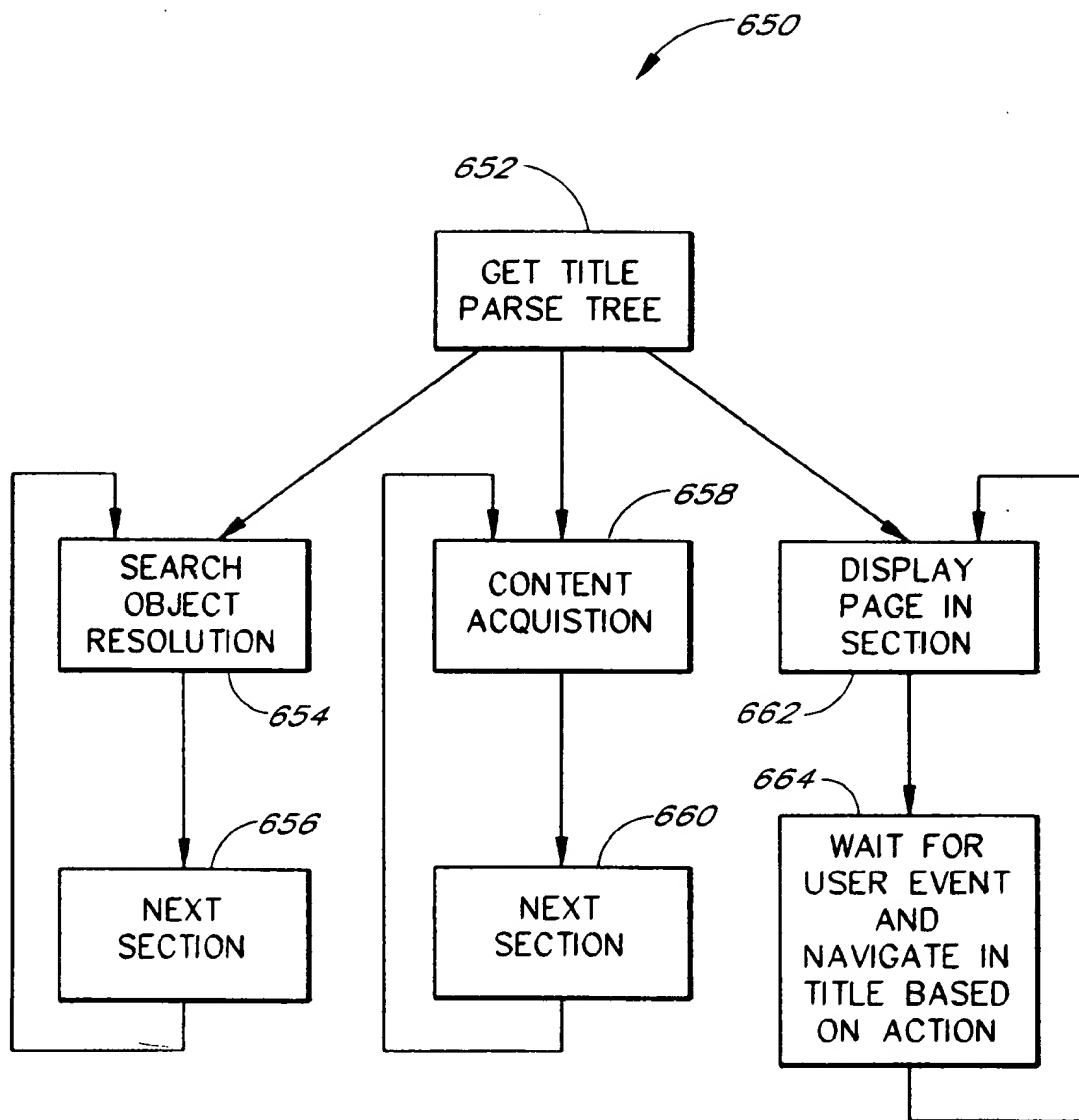 650
652
GET TITLE
PARSE TREE
SEARCH
OBJECT
RESOLUTION
654
656
NEXT
SECTION
658
CONTENT
ACQUISTION
660
NEXT
SECTION
DISPLAY
PAGE IN
SECTION
662
664
WAIT FOR
USER EVENT
AND
NAVIGATE IN
TITLE BASED
ON ACTION